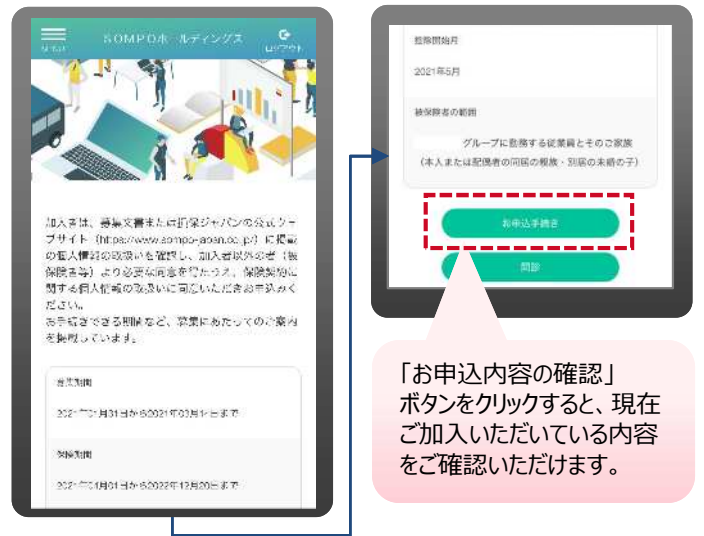 SOMPOホールディングス
ログアウト
加入者は、募集文書または損保ジャパンの公式ウェ
ブサイト（https://www.sompo-japan.co.jp/）に掲載
の個人情報の取扱いを確認し、加入者以外の者（被
保険者等）より必要な同意を得たうえ、保険契約に
関する個人情報の取扱いに同意いただきお申込みく
ださい。
お手続きできる期間など、募集にあたってのご案内
を掲載しています。
募集期間
保険期間
控除開始月
2021年5月
被保険者の範囲
グループに勤務する従業員とそのご家族
（本人または配偶者の同居の親族・別居の未婚の子）
お申込手続き
問診
「お申込内容の確認」
ボタンをクリックすると、現在
ご加入いただいている内容
をご確認いただけます。